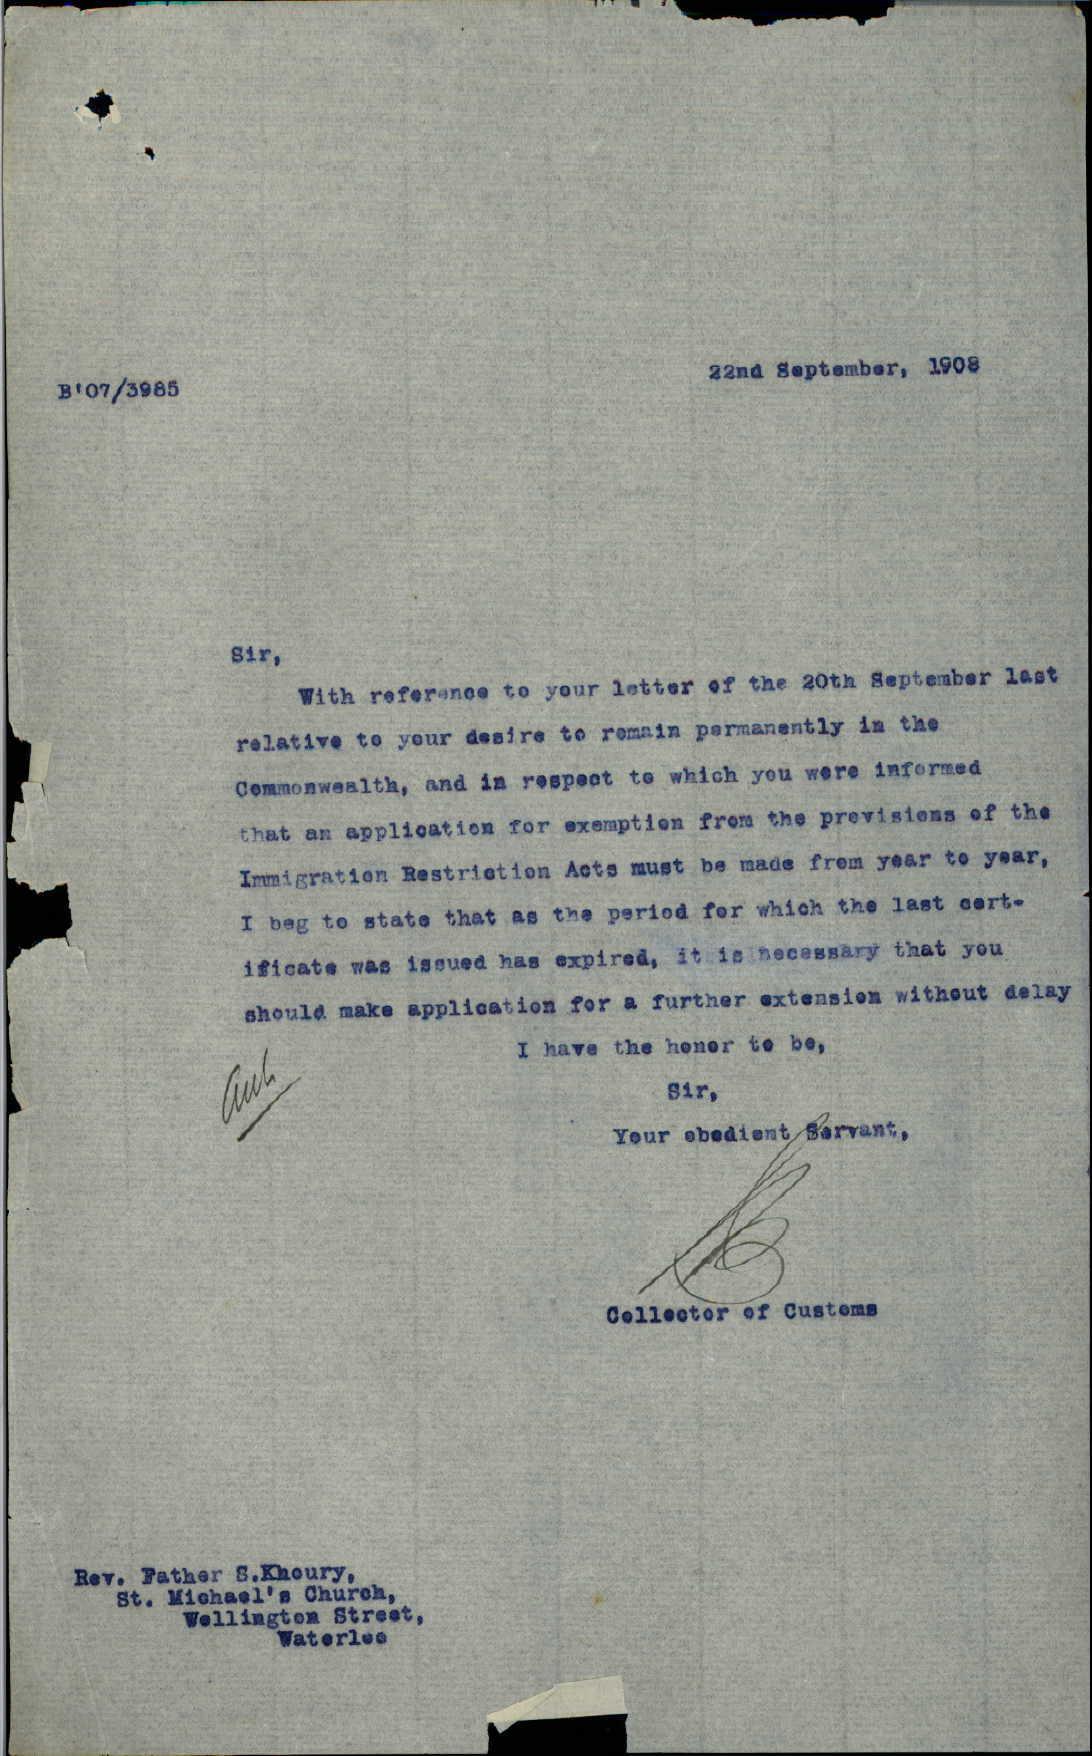 22nd September, 1908
B'07/3985
Sir,
With reference to your letter of the 20th September last
relative to your desire to remain permanently in the
Commonwealth, and in respect to which you were informed
that an application for exemption from the provisions of the
Immigration Restriction Acts must be made from year to year,
I beg to state that as the period for which the last cert-
ificate was issued has expired, it is necessary that you
should make application for a further extension without delay
I have the honor to be,
Sir,
Your obedient Servant,
Collector of Customs
Rev. Father S.Khoury,
St. Michael's Church,
Wellington Street,
Waterloo